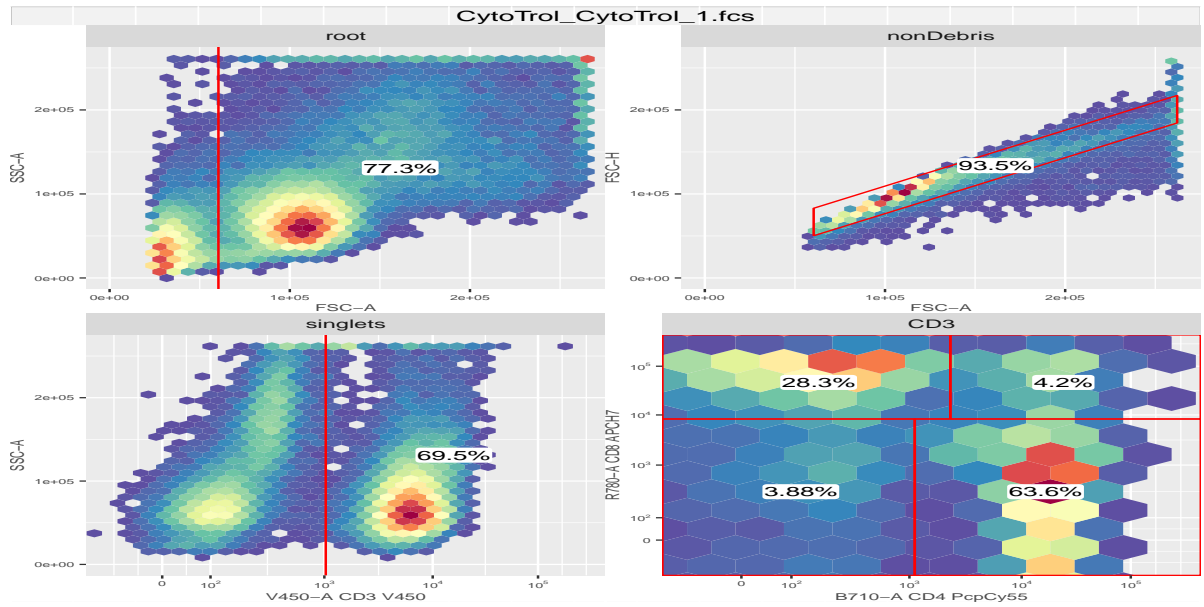 CytoTrol_CytoTrol_1.fcs
root
nonDebris
SSC-A
2e+05
1e+05
0e+00
77.3%
0e+00
1e+05
2e+05
FSC-A
FSC-H
2e+05
1e+05
0e+00
93.5%
0e+00
1e+05
2e+05
FSC-A
singlets
CD3
SSC-A
2e+05
1e+05
0e+00
69.5%
0
10²
10³
10⁴
10⁵
V450-A CD3 V450
R780-A CD8 APCH7
10⁵
10⁴
10³
10²
0
28.3%
4.2%
3.88%
63.6%
0
10³
10⁴
10⁵
B710-A CD4 PcpCy55